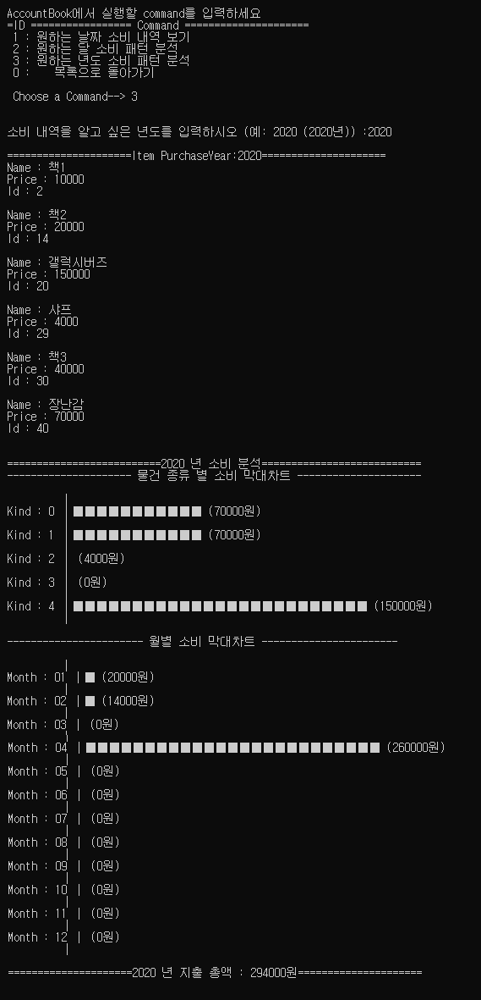 AccountBook에서 실행할 command를 입력하세요
=ID ================= Command =====================
1 : 원하는 날짜 소비 내역 보기
2 : 원하는 달 소비 패턴 분석
3 : 원하는 년도 소비 패턴 분석
0 : 목록으로 돌아가기
Choose a Command--> 3
소비 내역을 알고 싶은 년도를 입력하시오 (예: 2020 (2020년)) :2020
=====================Item PurchaseYear:2020=====================
Name : 책1
Price : 10000
Id : 2
Name : 책2
Price : 20000
Id : 14
Name : 갤럭시버즈
Price : 150000
Id : 20
Name : 샤프
Price : 4000
Id : 29
Name : 책3
Price : 40000
Id : 30
Name : 장난감
Price : 70000
Id : 40
==========================2020 년 소비 분석===========================
--------------------- 물건 종류 별 소비 막대차트 ---------------------
Kind : 0 | ■■■■■■■■■■■ (70000원)
Kind : 1 | ■■■■■■■■■■■ (70000원)
Kind : 2 | (4000원)
Kind : 3 | (0원)
Kind : 4 | ■■■■■■■■■■■■■■■■■■■■■■■■■ (150000원)
----------------------- 월별 소비 막대차트 -----------------------
Month : 01 | ■ (20000원)
Month : 02 | ■ (14000원)
Month : 03 | (0원)
Month : 04 | ■■■■■■■■■■■■■■■■■■■■■■■■■ (260000원)
Month : 05 | (0원)
Month : 06 | (0원)
Month : 07 | (0원)
Month : 08 | (0원)
Month : 09 | (0원)
Month : 10 | (0원)
Month : 11 | (0원)
Month : 12 | (0원)
=====================2020 년 지출 총액 : 294000원=====================